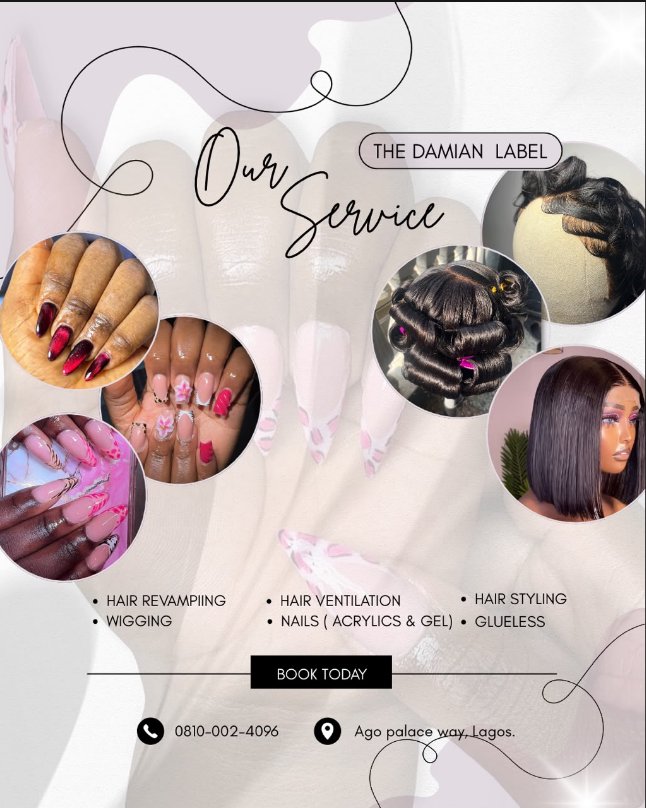 Our
Service
THE DAMIAN LABEL
HAIR REVAMPIING
WIGGING
HAIR VENTILATION
NAILS ( ACRYLICS & GEL)
HAIR STYLING
GLUELESS
BOOK TODAY
0810-002-4096
Ago palace way, Lagos.